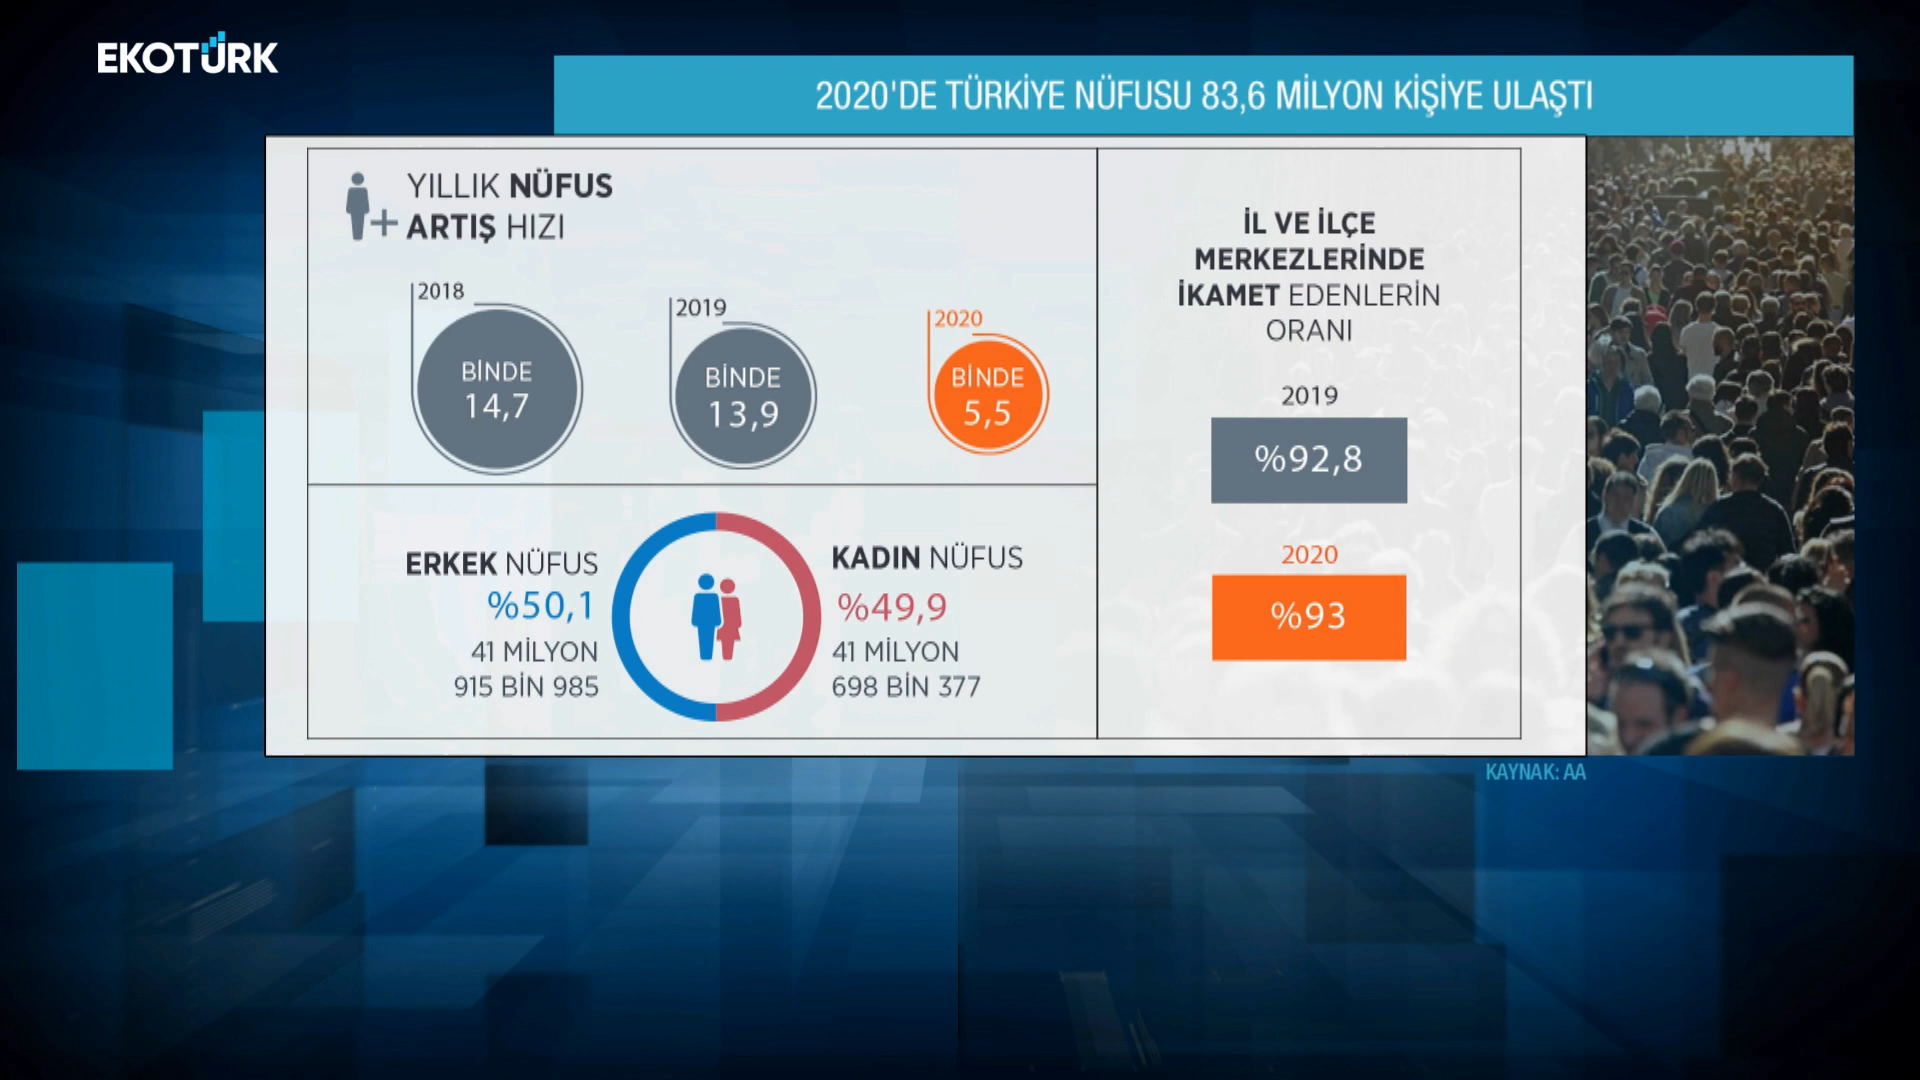 EKOTÜRK
2020'DE TÜRKİYE NÜFUSU 83,6 MİLYON KİŞİYE ULAŞTI
YILLIK NÜFUS
ARTIŞ HIZI
2018
BİNDE
14,7
2019
BİNDE
13,9
2020
BİNDE
5,5
ERKEK NÜFUS
%50,1
41 MİLYON
915 BİN 985
KADIN NÜFUS
%49,9
41 MİLYON
698 BİN 377
İL VE İLÇE
MERKEZLERİNDE
İKAMET EDENLERİN
ORANI
2019
%92,8
2020
%93
KAYNAK: AA